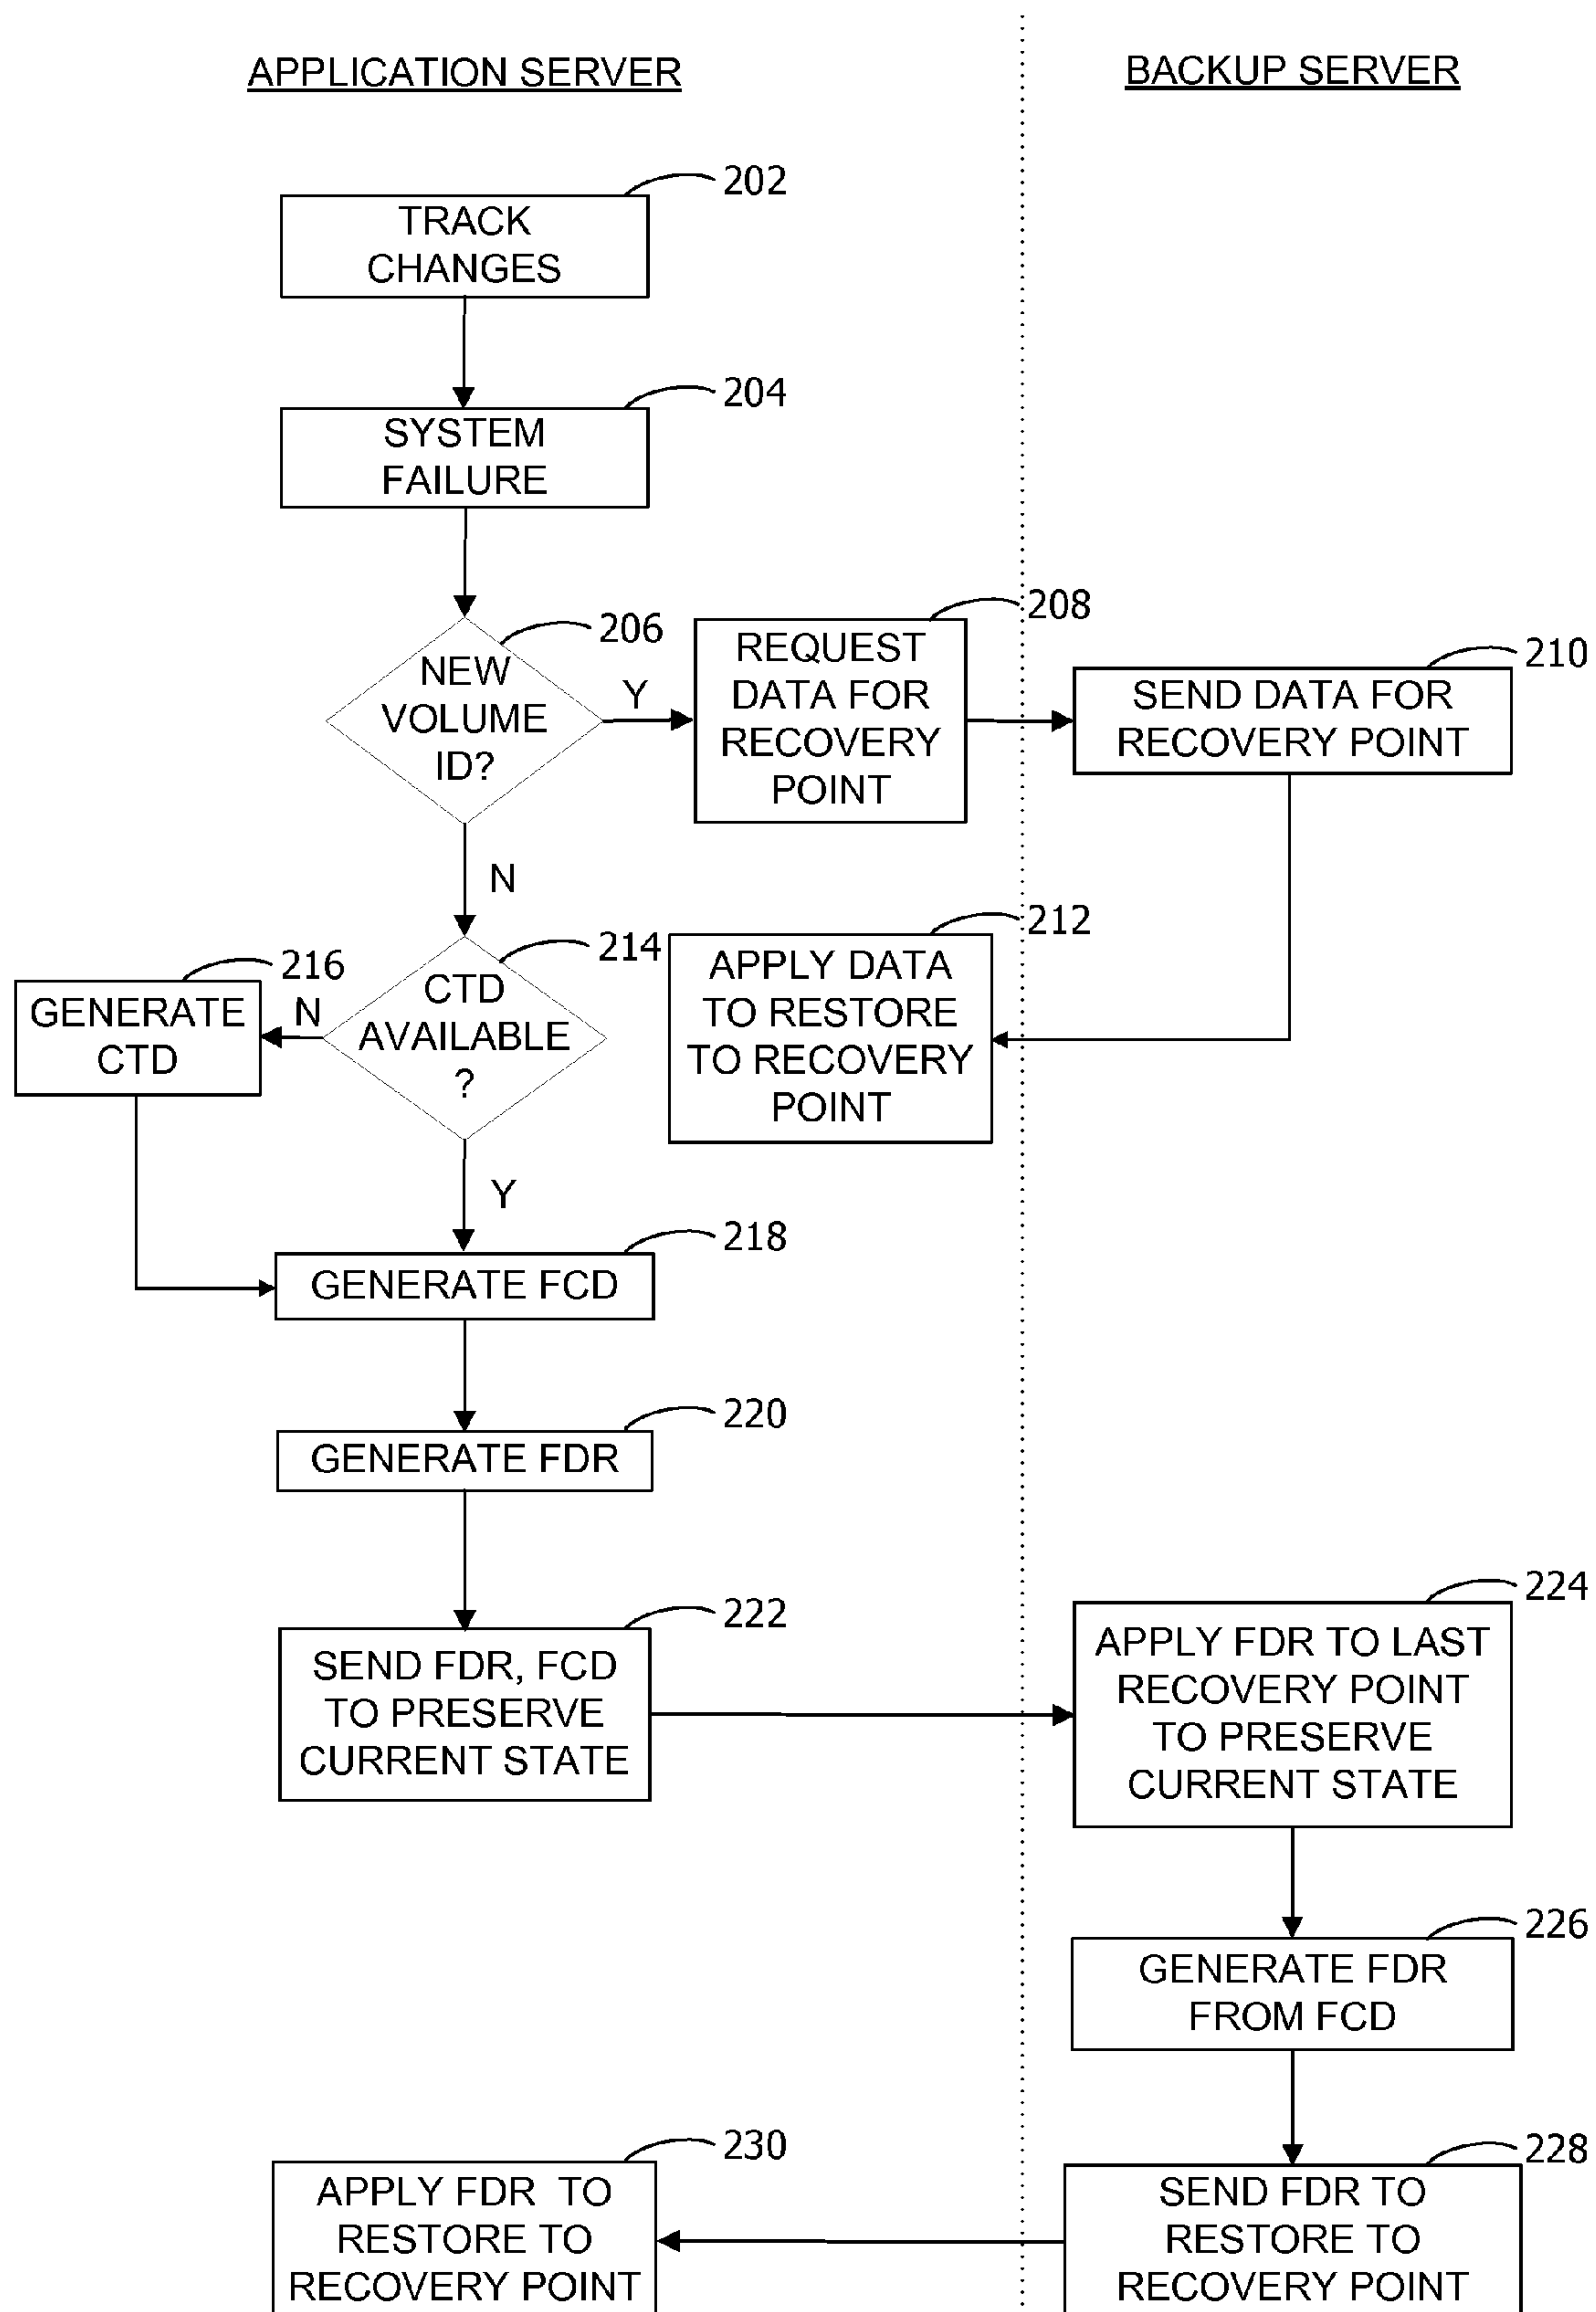 APPLICATION SERVER
BACKUP SERVER
202
TRACK
CHANGES
204
SYSTEM
FAILURE
206
NEW
VOLUME
ID?
Y
208
REQUEST
DATA FOR
RECOVERY
POINT
210
SEND DATA FOR
RECOVERY POINT
N
212
APPLY DATA
TO RESTORE
TO RECOVERY
POINT
214
CTD
AVAILABLE
?
N
216
GENERATE
CTD
Y
218
GENERATE FCD
220
GENERATE FDR
222
SEND FDR, FCD
TO PRESERVE
CURRENT STATE
224
APPLY FDR TO LAST
RECOVERY POINT
TO PRESERVE
CURRENT STATE
226
GENERATE FDR
FROM FCD
228
SEND FDR TO
RESTORE TO
RECOVERY POINT
230
APPLY FDR TO
RESTORE TO
RECOVERY POINT